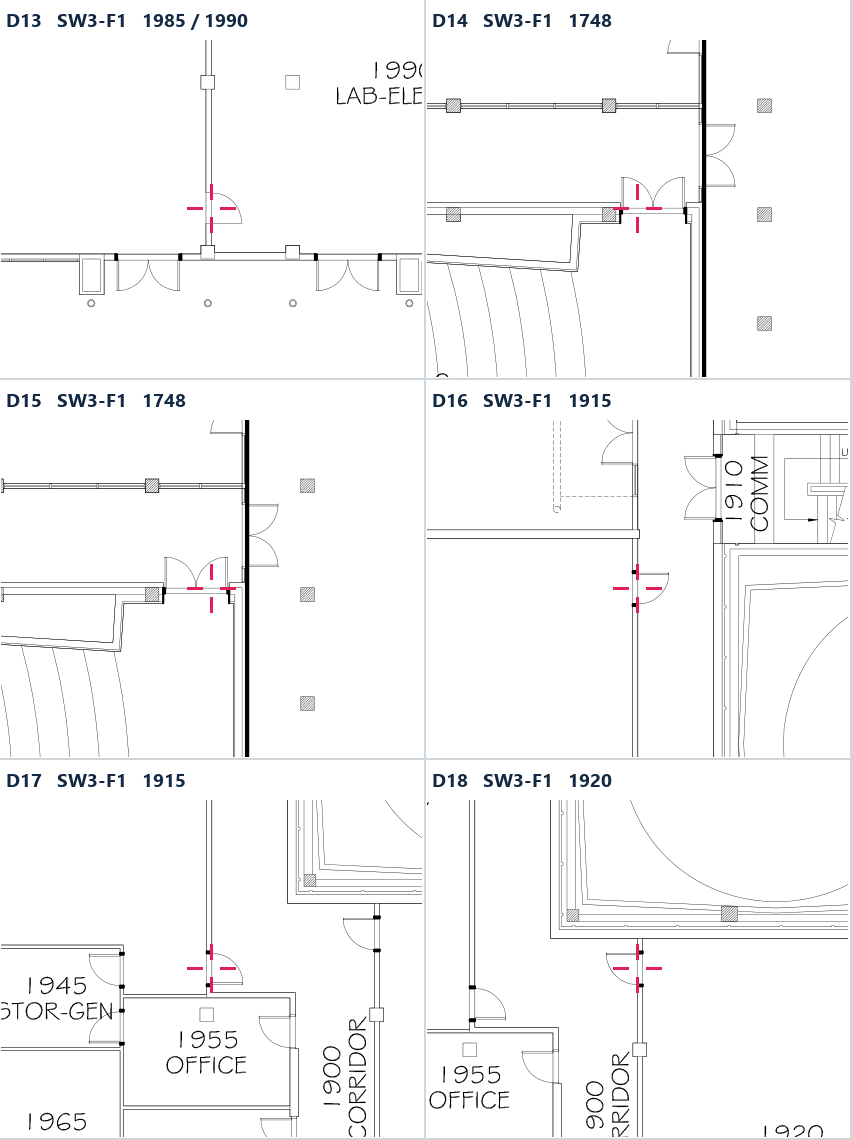 D13 SW3-F1 1985 / 1990
1990
LAB-ELE
D14 SW3-F1 1748
D15 SW3-F1 1748
D16 SW3-F1 1915
1910
COMM
D17 SW3-F1 1915
1945
STOR-GEN
1955
OFFICE
1965
1900
CORRIDOR
D18 SW3-F1 1920
1955
OFFICE
900
RRIDOR
1920